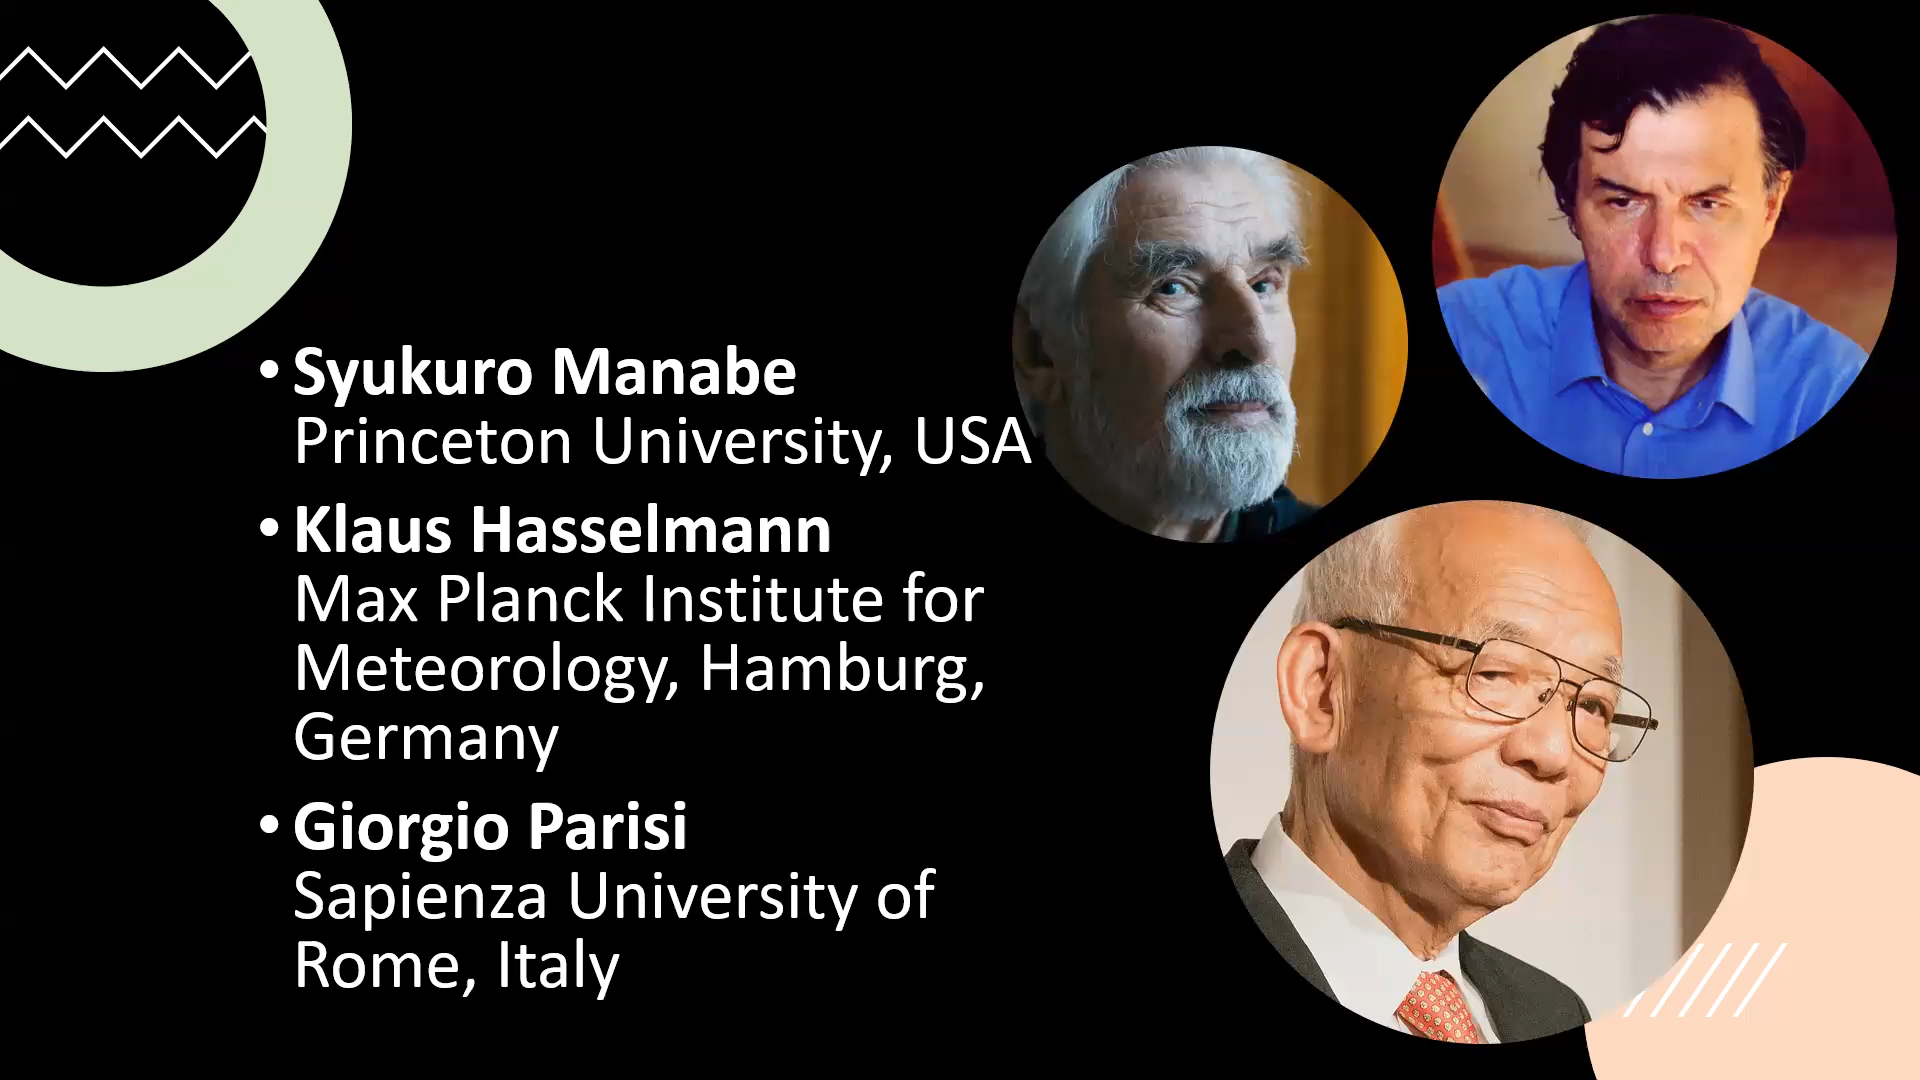 • Syukuro Manabe
Princeton University, USA
• Klaus Hasselmann
Max Planck Institute for
Meteorology, Hamburg,
Germany
• Giorgio Parisi
Sapienza University of
Rome, Italy